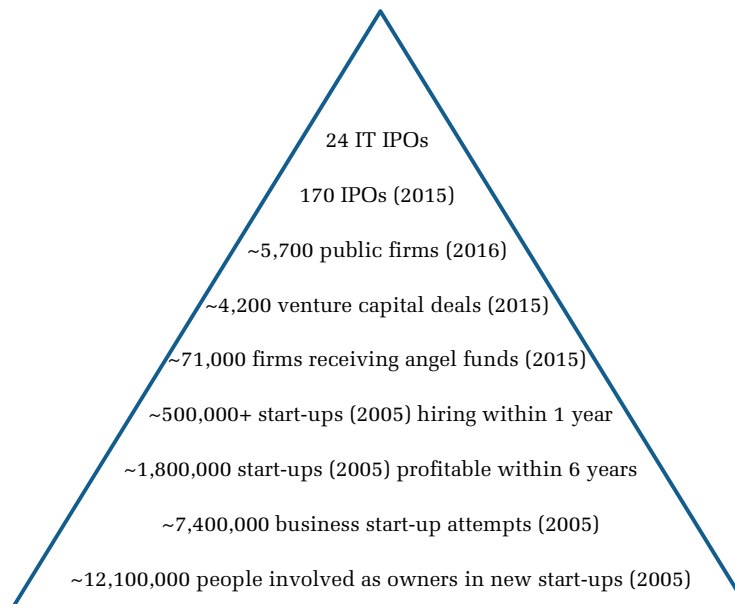 24 IT IPOs
170 IPOs (2015)
~5,700 public firms (2016)
~4,200 venture capital deals (2015)
~71,000 firms receiving angel funds (2015)
~500,000+ start-ups (2005) hiring within 1 year
~1,800,000 start-ups (2005) profitable within 6 years
~7,400,000 business start-up attempts (2005)
~12,100,000 people involved as owners in new start-ups (2005)